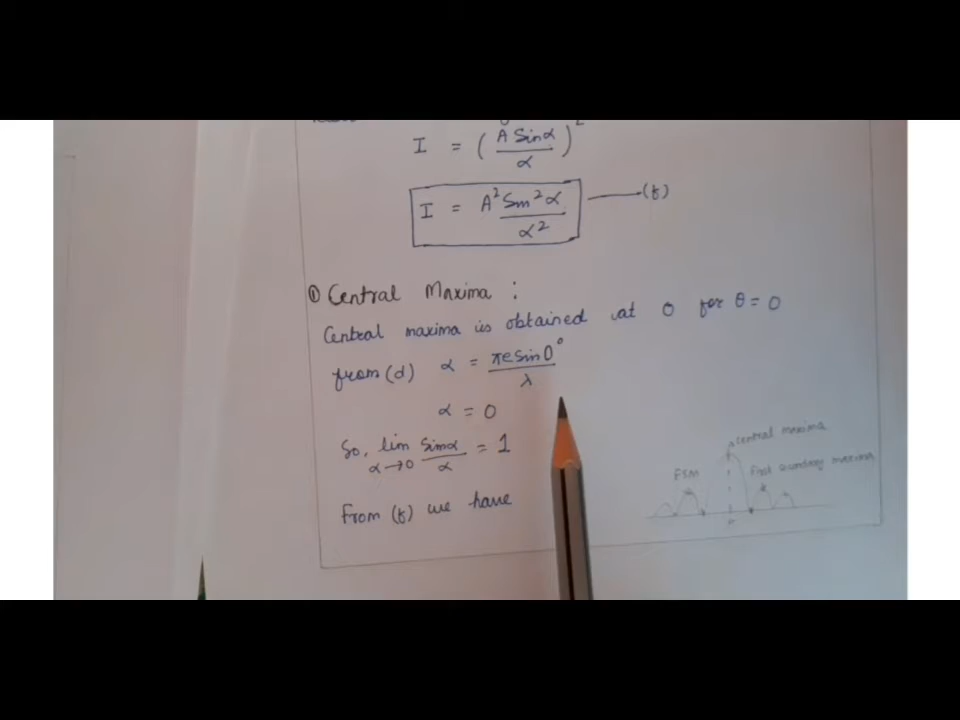 I = (A Sinα / α)²
I = A² Sin²α / α² —— (f)
① Central Maxima :
Central maxima is obtained at O for θ = 0
from (d) α = πe sin 0° / λ
α = 0
So, lim α→0 Sinα / α = 1
From (f) we have
central maxima
FSM
First secondary maxima